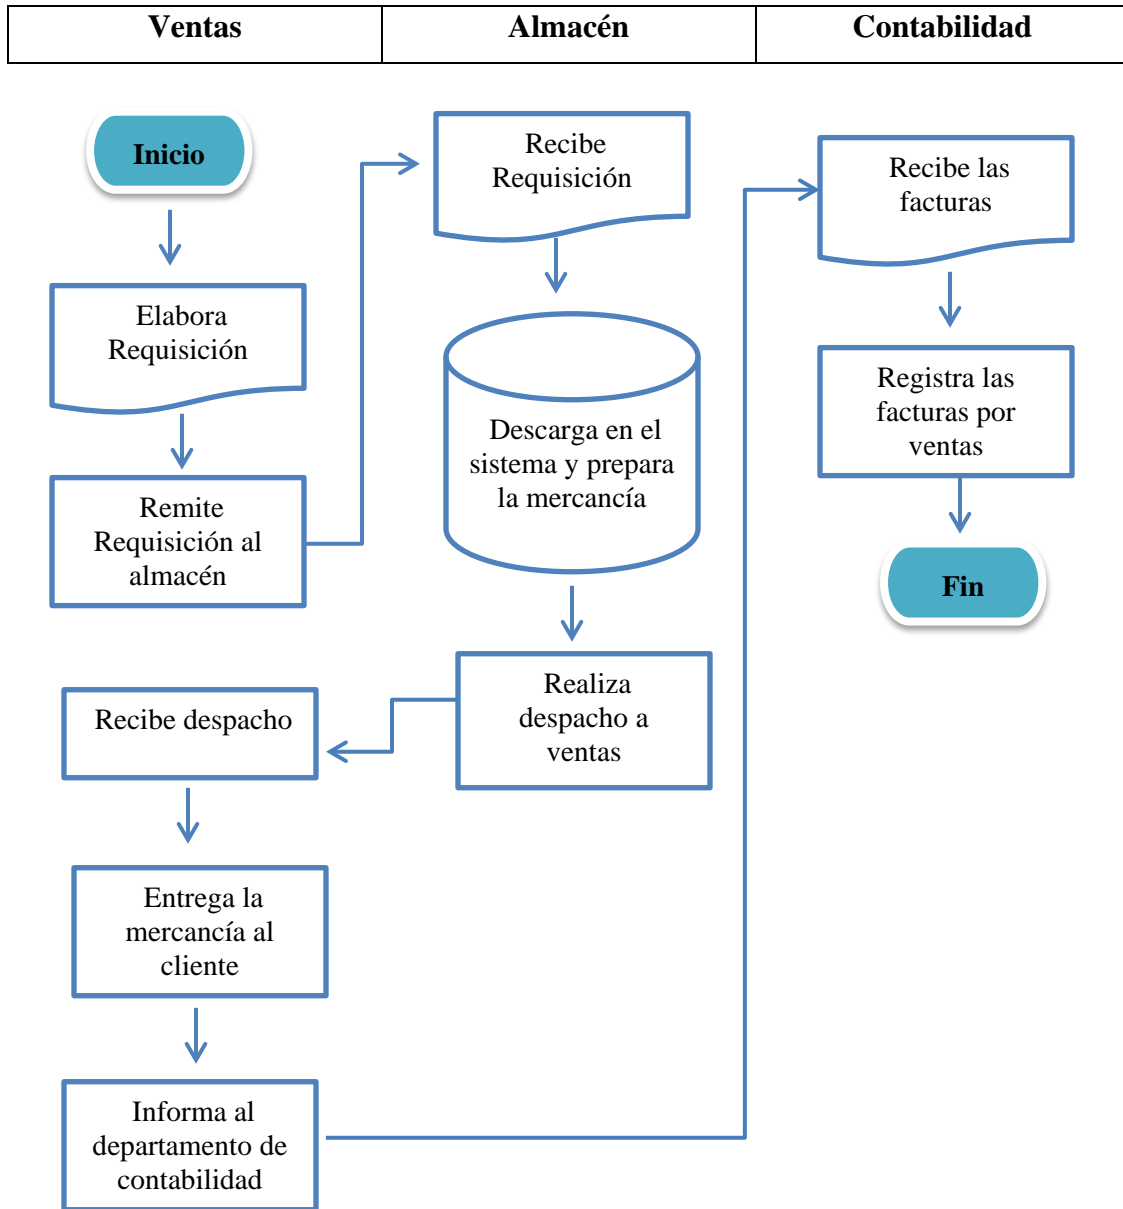 Ventas
Almacén
Contabilidad
Inicio
Elabora
Requisición
Remite
Requisición al
almacén
Recibe
Requisición
Descarga en el
sistema y prepara
la mercancía
Realiza
despacho a
ventas
Recibe despacho
Entrega la
mercancía al
cliente
Informa al
departamento de
contabilidad
Recibe las
facturas
Registra las
facturas por
ventas
Fin